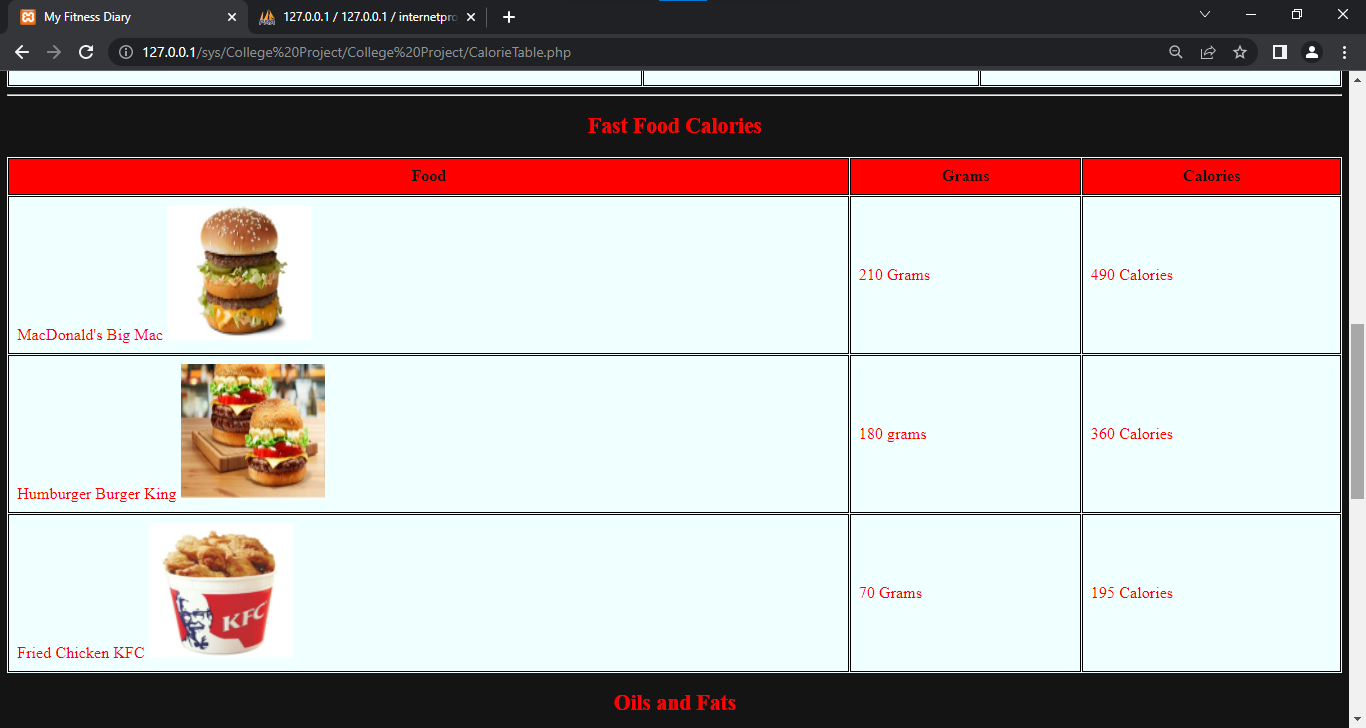 My Fitness Diary
127.0.0.1 / 127.0.0.1 / internetpro
127.0.0.1/sys/College%20Project/College%20Project/CalorieTable.php
Fast Food Calories
Food Grams Calories
MacDonald's Big Mac 210 Grams 490 Calories
Humburger Burger King 180 grams 360 Calories
KFC
Fried Chicken KFC 70 Grams 195 Calories
Oils and Fats